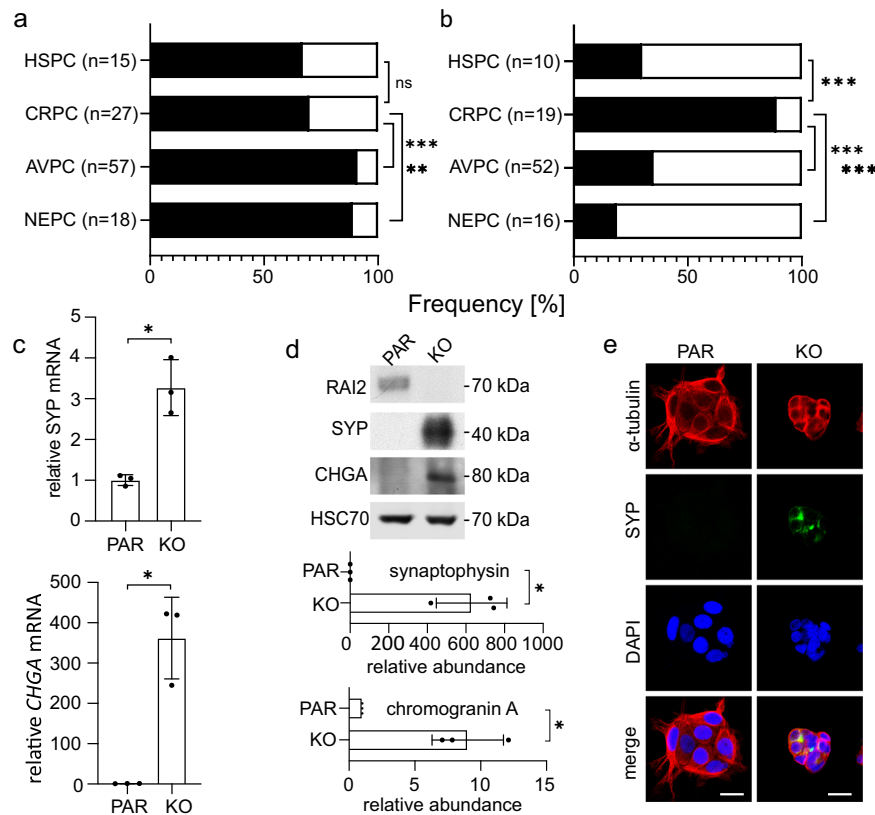 a
HSPC (n=15)
CRPC (n=27)
AVPC (n=57)
NEPC (n=18)
ns
***
**
0 50 100
b
HSPC (n=10)
CRPC (n=19)
AVPC (n=52)
NEPC (n=16)
***
***
***
0 50 100
Frequency [%]
c
relative SYP mRNA
5
4
3
2
1
0
*
PAR KO
relative CHGA mRNA
500
400
300
200
100
0
*
PAR KO
d
PAR KO
RAI2 -70 kDa
SYP -40 kDa
CHGA -80 kDa
HSC70 -70 kDa
PAR synaptophysin
KO
*
0 200 400 600 800 1000
relative abundance
PAR chromogranin A
KO
*
0 5 10 15
relative abundance
e
PAR KO
α-tubulin
SYP
DAPI
merge